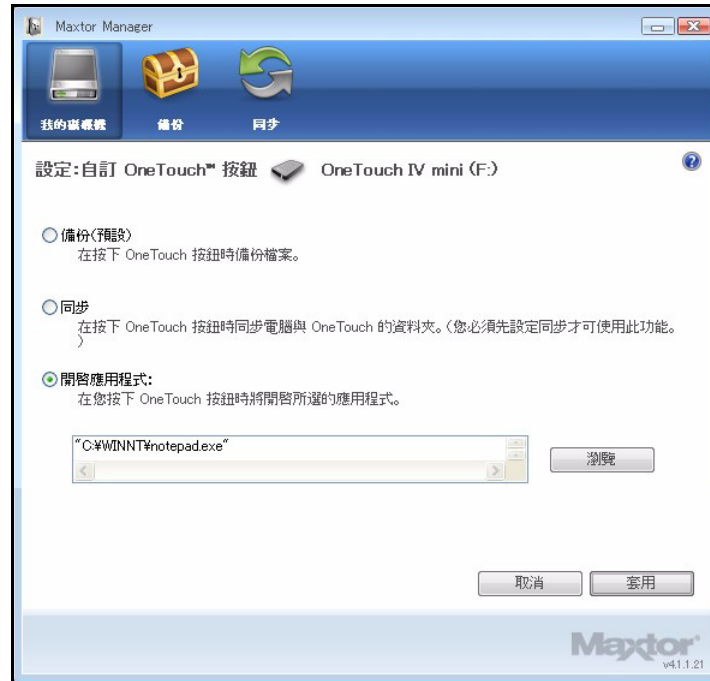 Maxtor Manager
我的磁碟機 備份 同步
設定:自訂 OneTouch™ 按鈕 OneTouch IV mini (F:)
備份(預設)
在按下 OneTouch 按鈕時備份檔案。
同步
在按下 OneTouch 按鈕時同步電腦與 OneTouch 的資料夾。(您必須先設定同步才可使用此功能。
)
開啓應用程式:
在您按下 OneTouch 按鈕時將開啓所選的應用程式。
"C:¥WINNT¥notepad.exe"
瀏覽
取消 套用
Maxtor
v4.1.1.21